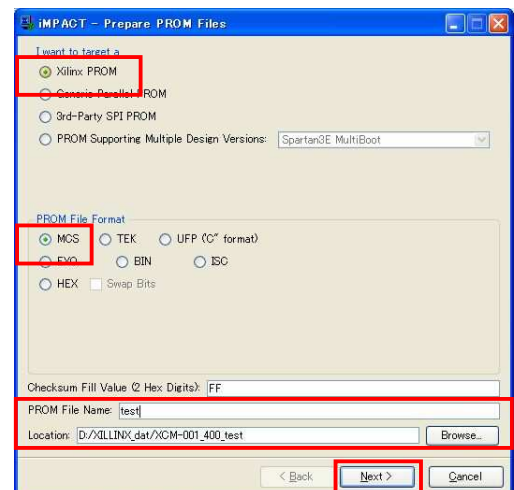 iMPACT - Prepare PROM Files
I want to target a
Xilinx PROM
Generic Parallel PROM
3rd-Party SPI PROM
PROM Supporting Multiple Design Versions: Spartan3E MultiBoot
PROM File Format
MCS TEK UFP ("C" format)
EXO BIN ISC
HEX Swap Bits
Checksum Fill Value (2 Hex Digits): FF
PROM File Name: test
Location: D:/XILLINX_dat/XCM-001_400_test Browse...
< Back Next > Cancel